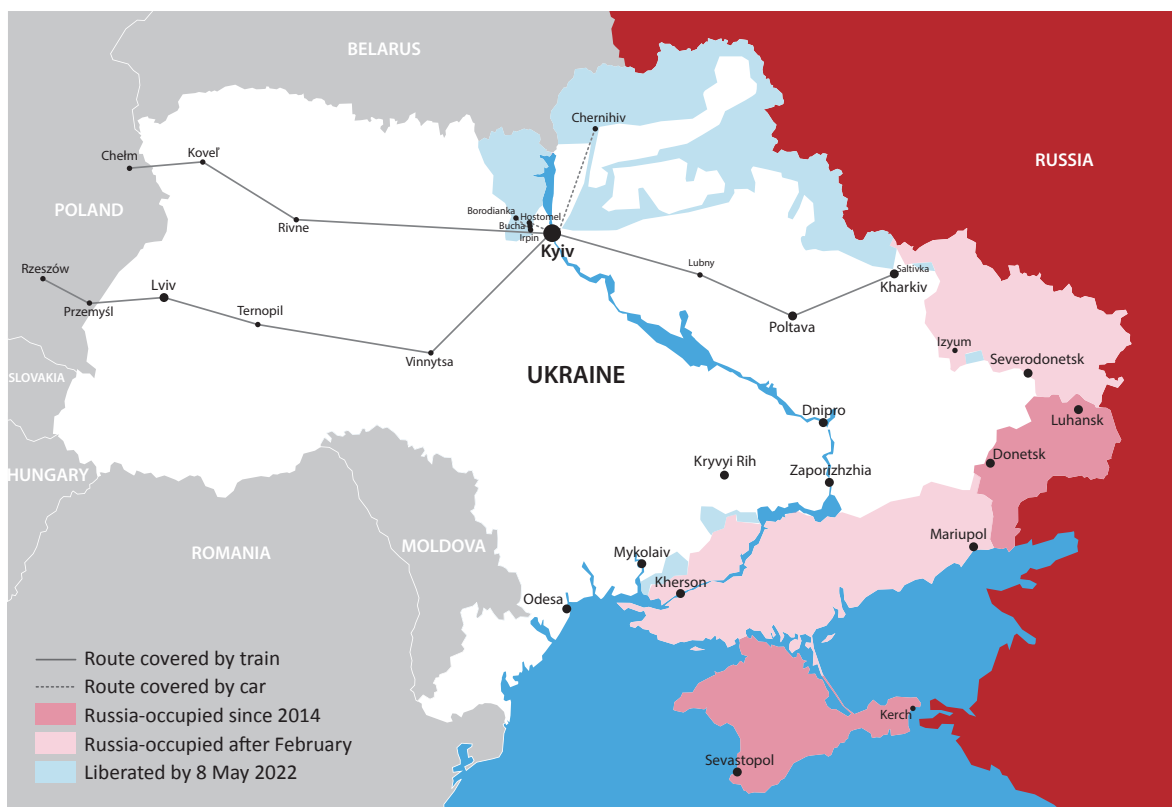 BELARUS
Chernihiv
Chełm
Koveľ
RUSSIA
POLAND
Borodianka
Hostomel
Bucha
Irpin
Rivne
Kyiv
Rzeszów
Lviv
Przemyśl
Ternopil
Lubny
Saltivka
Kharkiv
Poltava
Vinnytsa
Izyum
Severodonetsk
SLOVAKIA
UKRAINE
Dnipro
Luhansk
Donetsk
Kryvyi Rih
Zaporizhzhia
HUNGARY
ROMANIA
MOLDOVA
Mykolaiv
Mariupol
Kherson
Odesa
Kerch
Sevastopol
Route covered by train
Route covered by car
Russia-occupied since 2014
Russia-occupied after February
Liberated by 8 May 2022